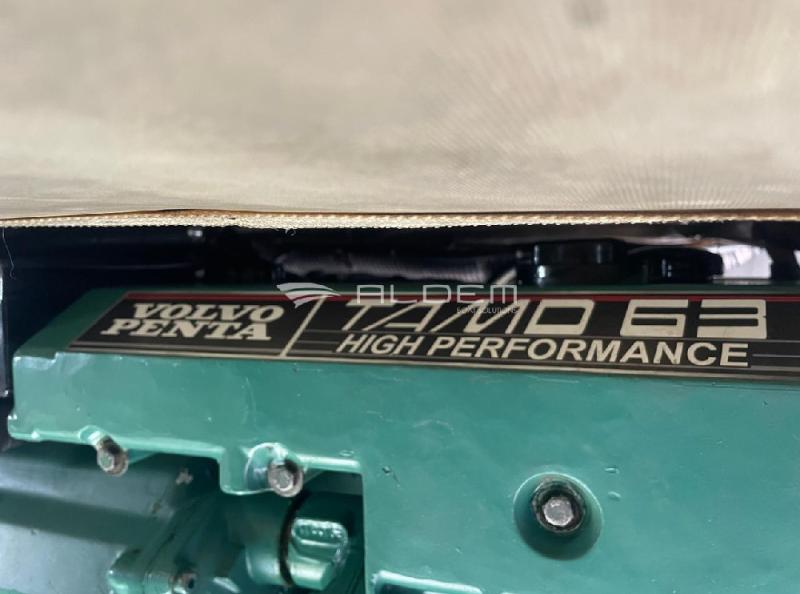 VOLVO
PENTA
TAMD 63
HIGH PERFORMANCE
ALDEM